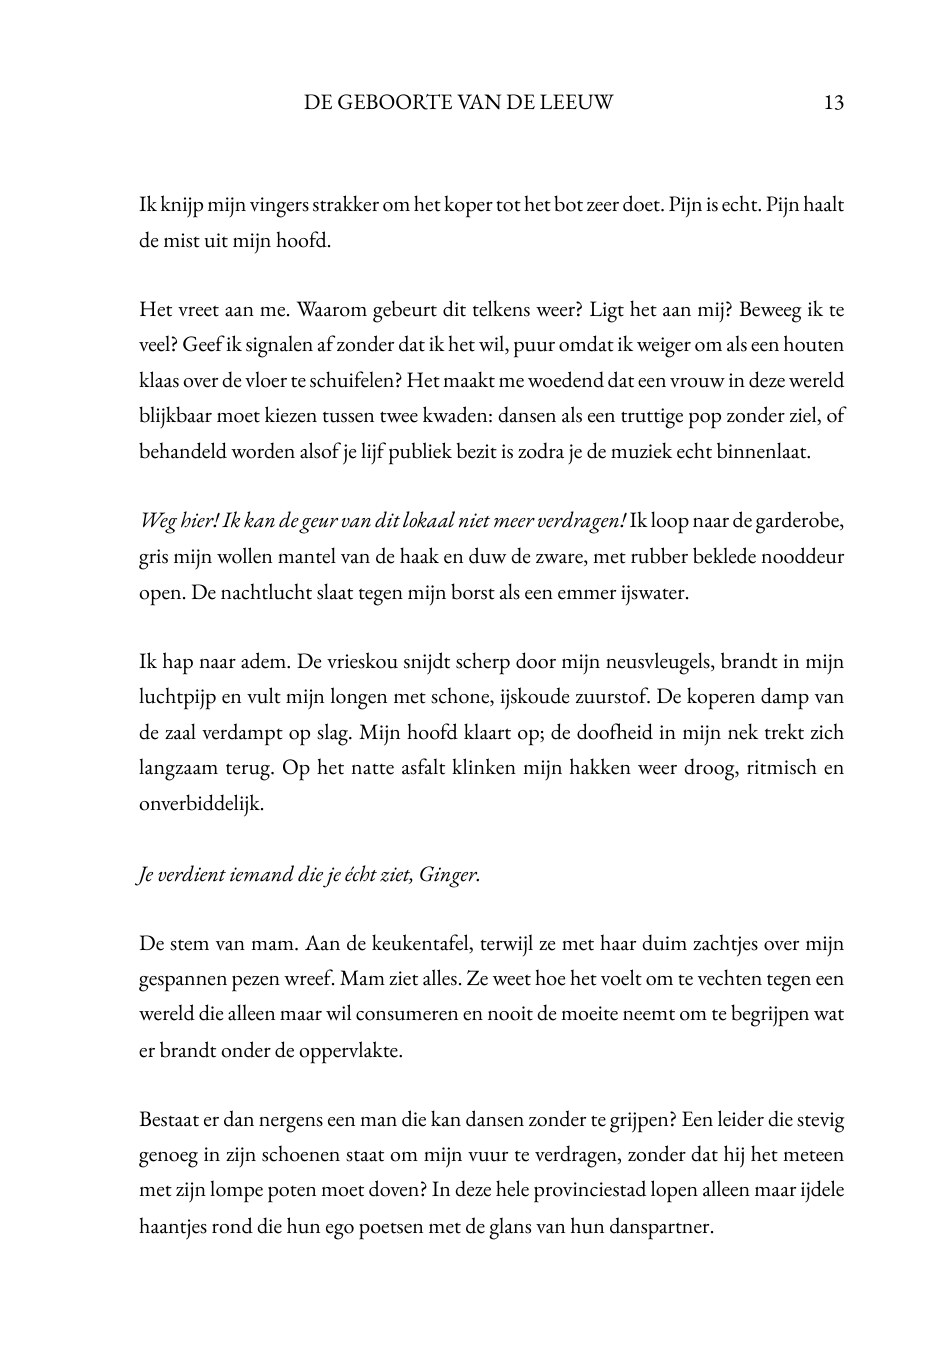 DE GEBOORTE VAN DE LEEUW 13
Ik knijp mijn vingers strakker om het koper tot het bot zeer doet. Pijn is echt. Pijn haalt
de mist uit mijn hoofd.
Het vreet aan me. Waarom gebeurt dit telkens weer? Ligt het aan mij? Beweeg ik te
veel? Geef ik signalen af zonder dat ik het wil, puur omdat ik weiger om als een houten
klaas over de vloer te schuifelen? Het maakt me woedend dat een vrouw in deze wereld
blijkbaar moet kiezen tussen twee kwaden: dansen als een truttige pop zonder ziel, of
behandeld worden alsof je lijf publiek bezit is zodra je de muziek echt binnenlaat.
Weg hier! Ik kan de geur van dit lokaal niet meer verdragen! Ik loop naar de garderobe,
gris mijn wollen mantel van de haak en duw de zware, met rubber beklede nooddeur
open. De nachtlucht slaat tegen mijn borst als een emmer ijswater.
Ik hap naar adem. De vrieskou snijdt scherp door mijn neusvleugels, brandt in mijn
luchtpijp en vult mijn longen met schone, ijskoude zuurstof. De koperen damp van
de zaal verdampt op slag. Mijn hoofd klaart op; de doofheid in mijn nek trekt zich
langzaam terug. Op het natte asfalt klinken mijn hakken weer droog, ritmisch en
onverbiddelijk.
Je verdient iemand die je écht ziet, Ginger.
De stem van mam. Aan de keukentafel, terwijl ze met haar duim zachtjes over mijn
gespannen pezen wreef. Mam ziet alles. Ze weet hoe het voelt om te vechten tegen een
wereld die alleen maar wil consumeren en nooit de moeite neemt om te begrijpen wat
er brandt onder de oppervlakte.
Bestaat er dan nergens een man die kan dansen zonder te grijpen? Een leider die stevig
genoeg in zijn schoenen staat om mijn vuur te verdragen, zonder dat hij het meteen
met zijn lompe poten moet doven? In deze hele provinciestad lopen alleen maar ijdele
haantjes rond die hun ego poetsen met de glans van hun danspartner.